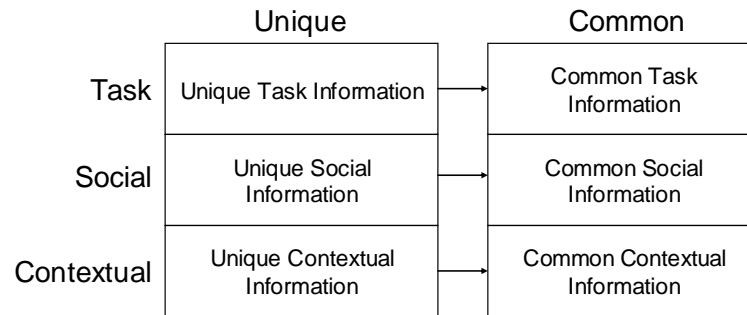 Unique
Common
Task
Unique Task Information
Common Task
Information
Social
Unique Social
Information
Common Social
Information
Contextual
Unique Contextual
Information
Common Contextual
Information